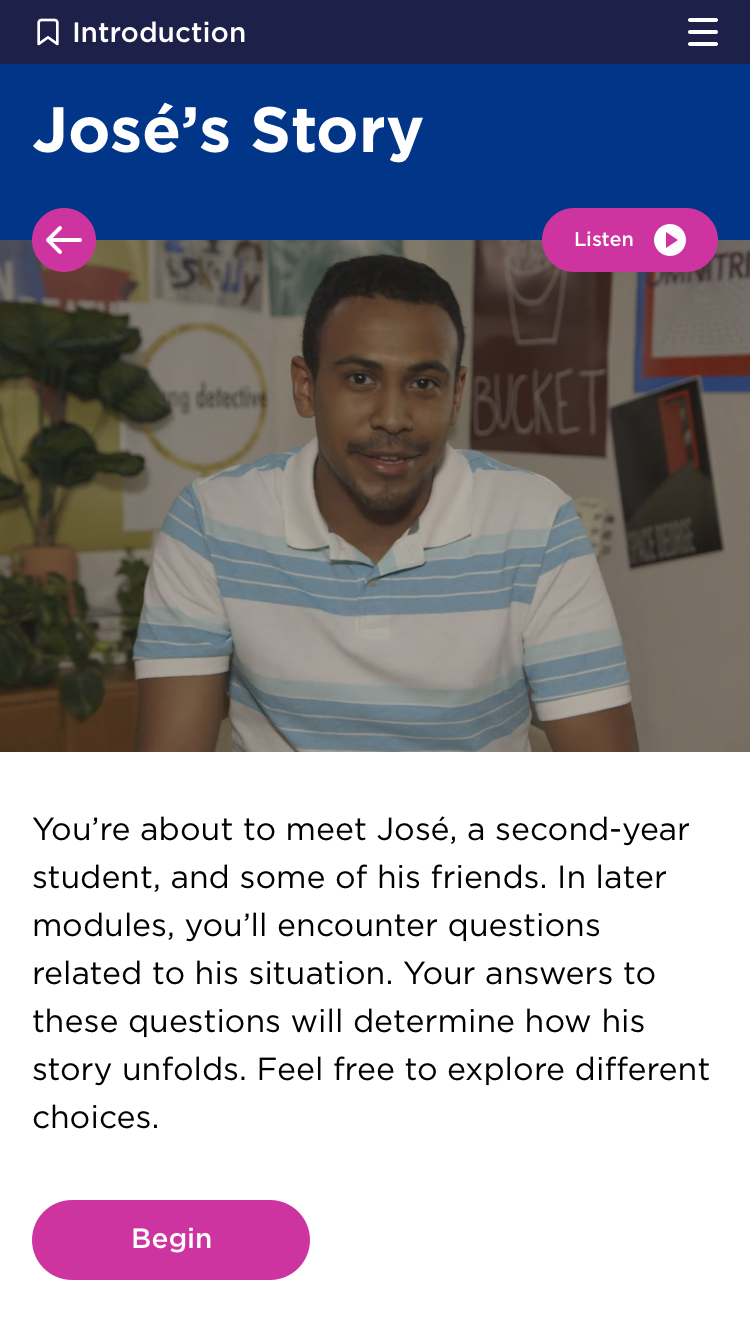 Introduction
José’s Story
Listen
ng detective
BUCKET
You’re about to meet José, a second-year
student, and some of his friends. In later
modules, you’ll encounter questions
related to his situation. Your answers to
these questions will determine how his
story unfolds. Feel free to explore different
choices.
Begin